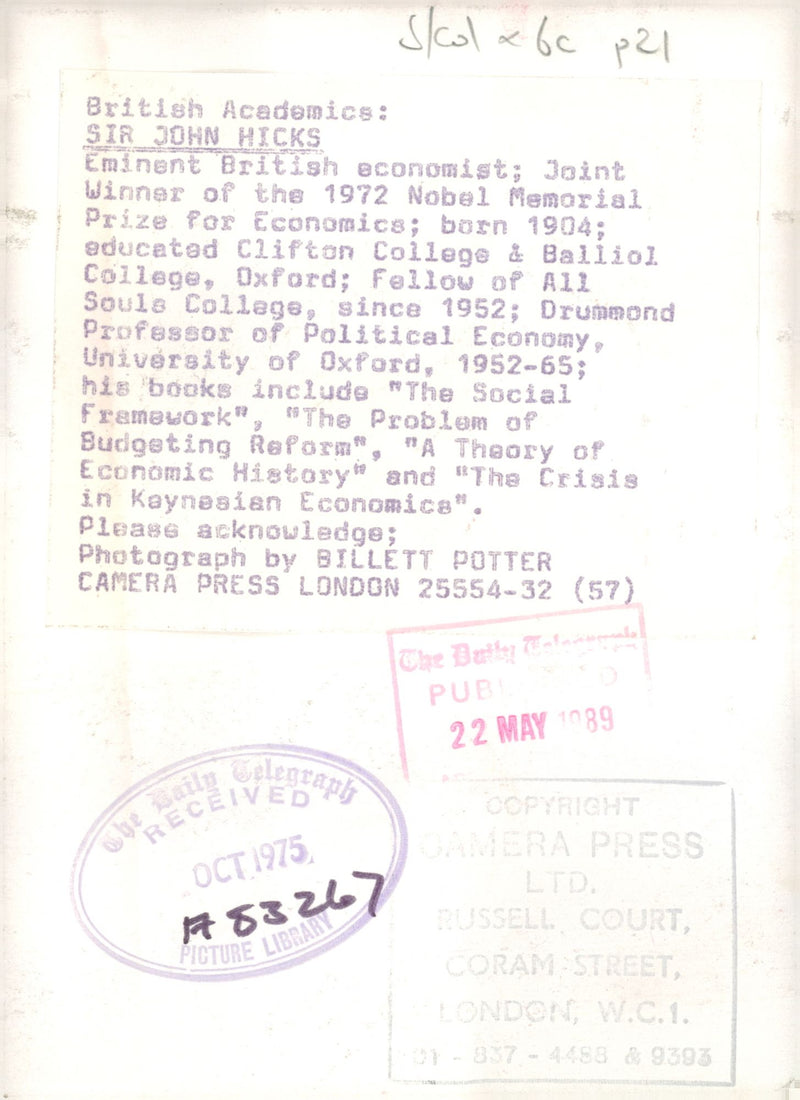 S/Col x 6c p21
British Academics:
SIR JOHN HICKS
Eminent British economist; Joint
Winner of the 1972 Nobel Memorial
Prize for Economics; born 1904;
educated Clifton College & Balliol
College, Oxford; Fellow of All
Souls College, since 1952; Drummond
Professor of Political Economy,
University of Oxford, 1952-65;
his books include "The Social
Framework", "The Problem of
Budgeting Reform", "A Theory of
Economic History" and "The Crisis
in Keynesian Economics".
Please acknowledge;
Photograph by BILLETT POTTER
CAMERA PRESS LONDON 25554-32 (57)
The Daily Telegraph
PUBLISHED
22 MAY 1989
The Daily Telegraph
RECEIVED
OCT 1975
A83267
PICTURE LIBRARY
COPYRIGHT
CAMERA PRESS
LTD.
RUSSELL COURT,
CORAM STREET,
LONDON, W.C.1.
01 - 837 - 4488 & 9393